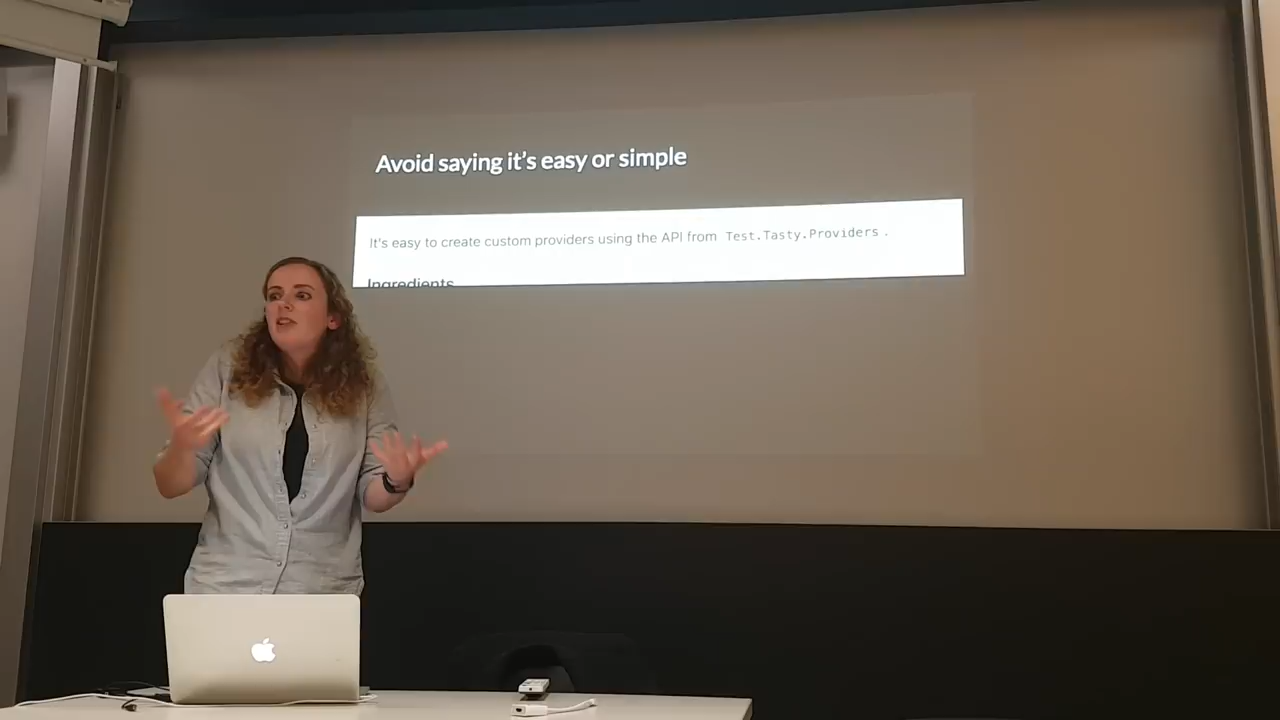 Avoid saying it's easy or simple
It's easy to create custom providers using the API from Test.Tasty.Providers.
Ingredients